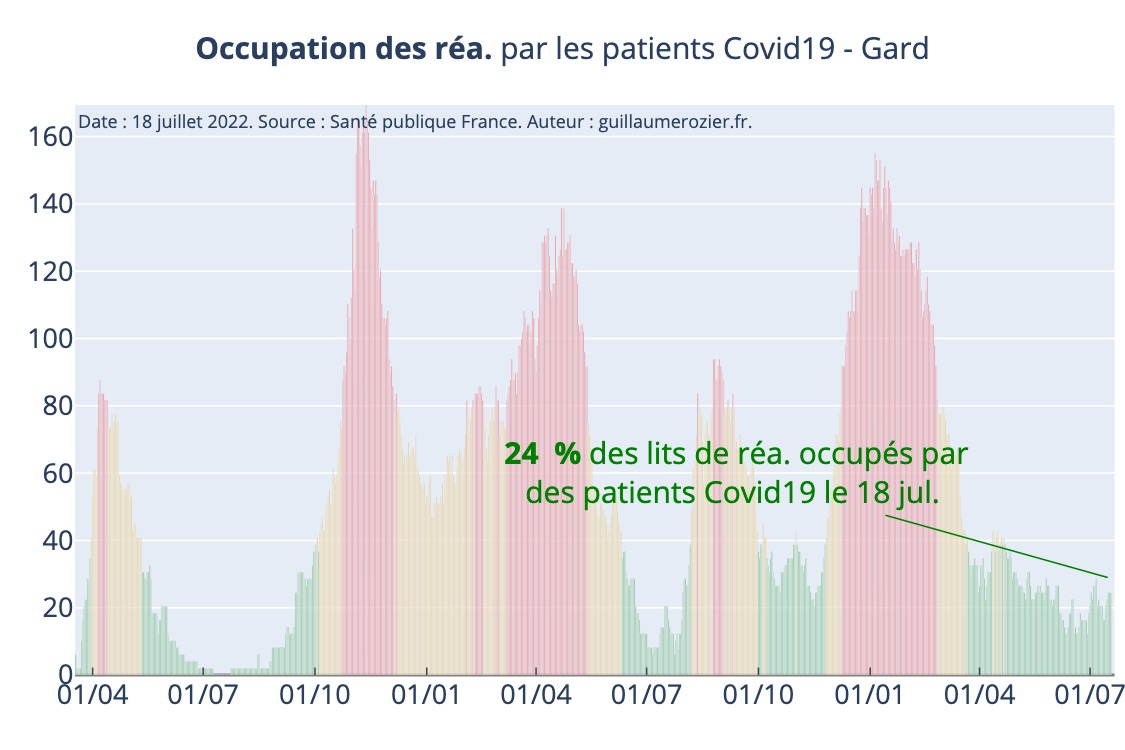 Occupation des réa. par les patients Covid19 - Gard
Date : 18 juillet 2022. Source : Santé publique France. Auteur : guillaumerozier.fr.
160
140
120
100
80
60
40
20
0
24 % des lits de réa. occupés par
des patients Covid19 le 18 jul.
01/04 01/07 01/10 01/01 01/04 01/07 01/10 01/01 01/04 01/07